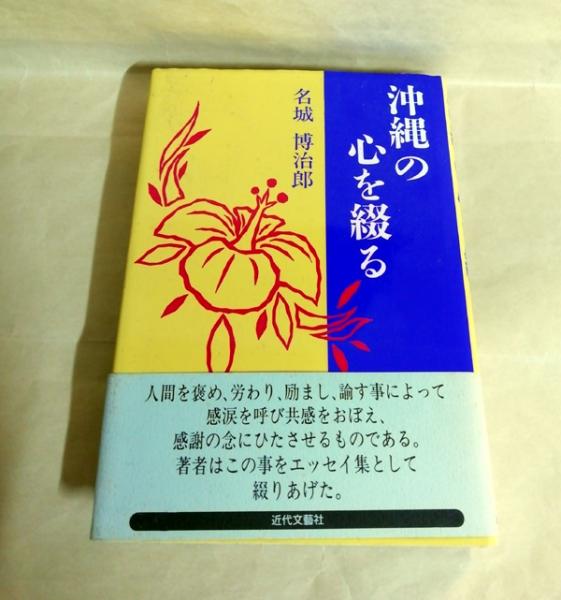 沖縄の
心を綴る
名城 博治郎
人間を褒め、労わり、励まし、諭す事によって
感涙を呼び共感をおぼえ、
感謝の念にひたさせるものである。
著者はこの事をエッセイ集として
綴りあげた。
近代文藝社